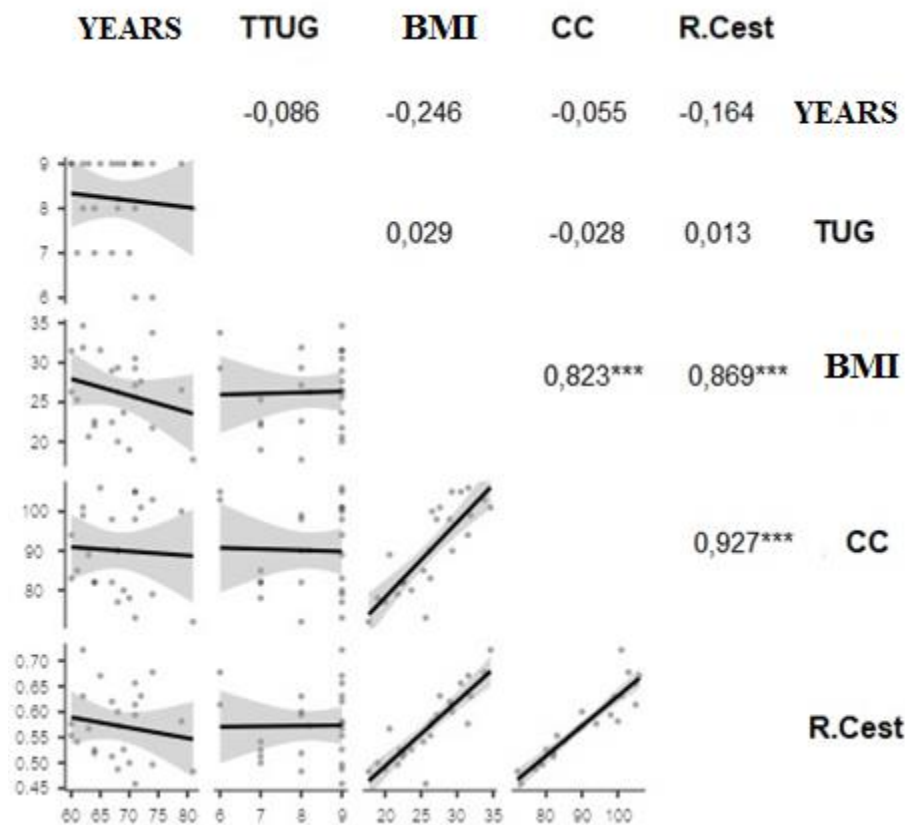 YEARS TTUG BMI CC R.Cest
-0,086 -0,246 -0,055 -0,164 YEARS
9
8
7
6
0,029 -0,028 0,013 TUG
35
30
25
20
0,823*** 0,869*** BMI
100
90
80
0,927*** CC
0.70
0.65
0.60
0.55
0.50
0.45
R.Cest
60 65 70 75 80 6 7 8 9 20 25 30 35 80 90 100